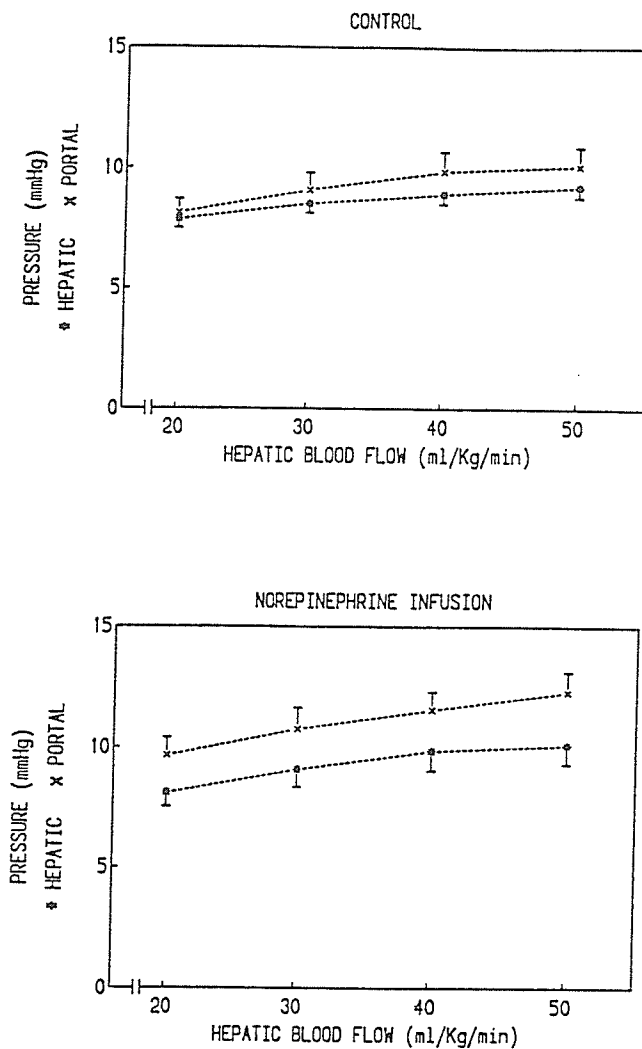 CONTROL
15
10
5
0
PRESSURE (mmHg)
HEPATIC x PORTAL
20 30 40 50
HEPATIC BLOOD FLOW (ml/Kg/min)
NOREPINEPHRINE INFUSION
15
10
5
0
PRESSURE (mmHg)
HEPATIC x PORTAL
20 30 40 50
HEPATIC BLOOD FLOW (ml/Kg/min)